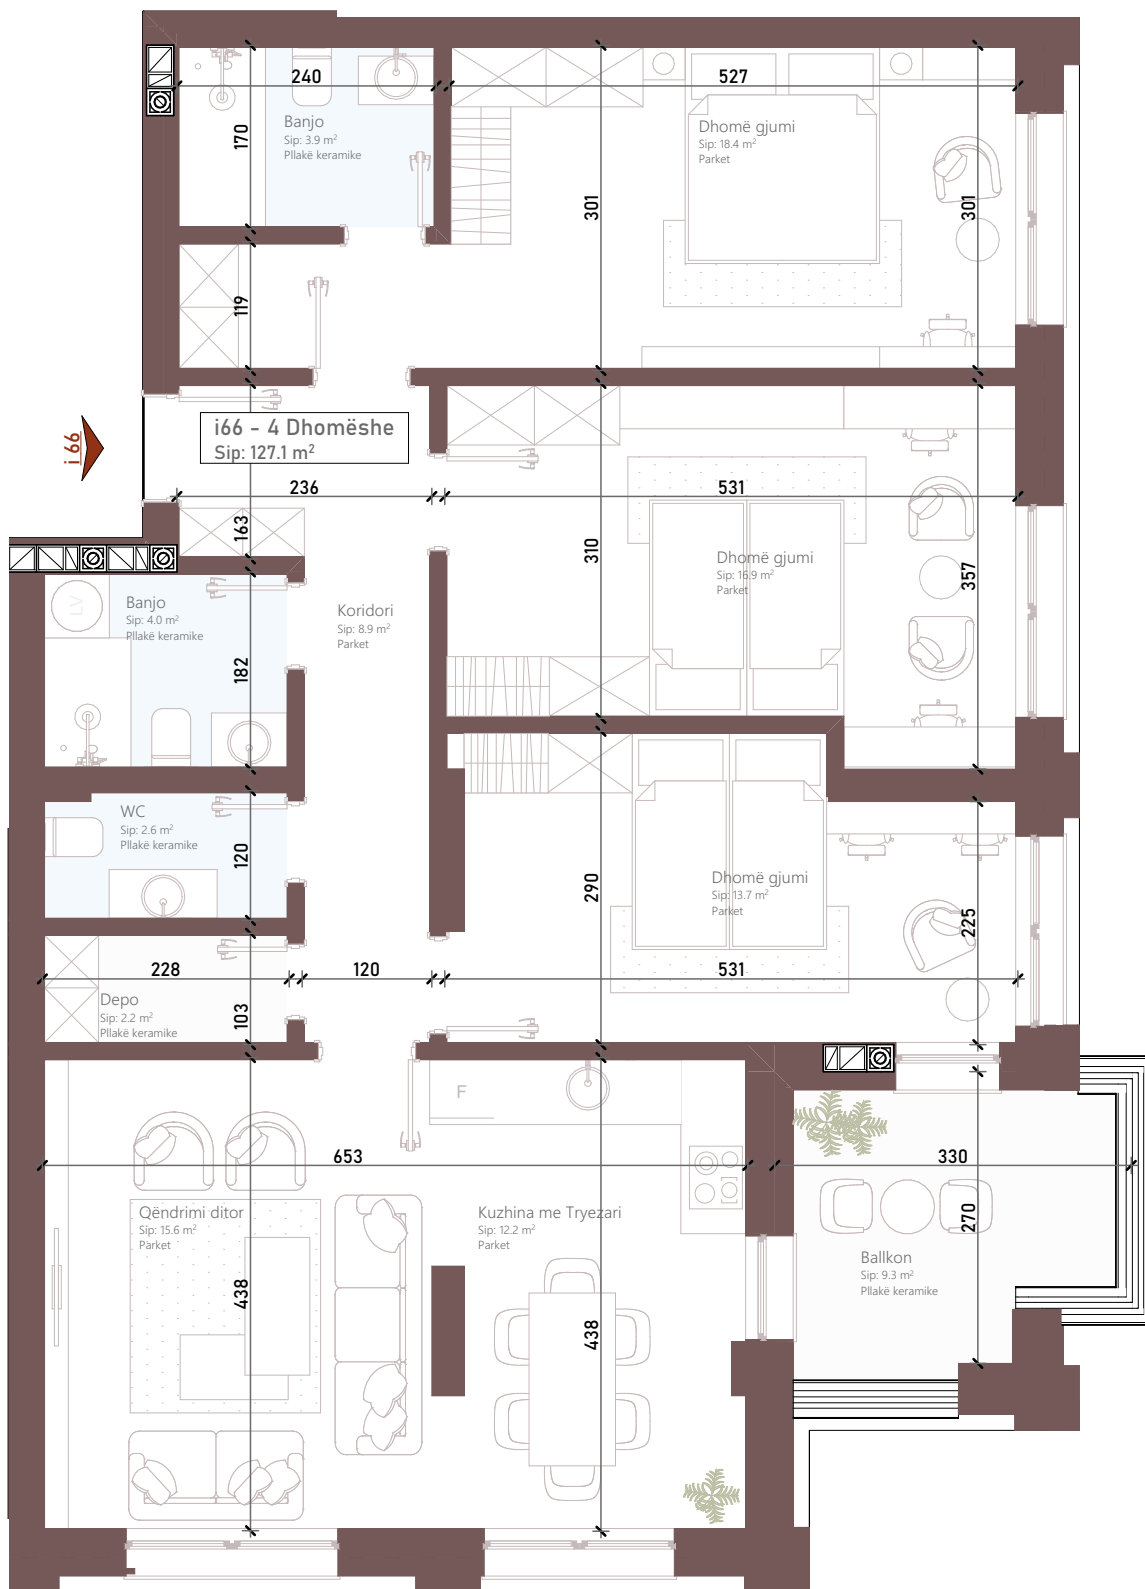 240
527
Banjo
Sip: 3.9 m²
Pllakë keramike
170
Dhomë gjumi
Sip: 18.4 m²
Parket
301
301
119
i66 - 4 Dhomëshe
Sip: 127.1 m²
i 66
236
531
163
310
Dhomë gjumi
Sip: 16.9 m²
Parket
357
LV
Banjo
Sip: 4.0 m²
Pllakë keramike
Koridori
Sip: 8.9 m²
Parket
182
WC
Sip: 2.6 m²
Pllakë keramike
120
290
Dhomë gjumi
Sip: 13.7 m²
Parket
225
228
120
531
Depo
Sip: 2.2 m²
Pllakë keramike
103
F
653
330
Qëndrimi ditor
Sip: 15.6 m²
Parket
Kuzhina me Tryezari
Sip: 12.2 m²
Parket
270
Ballkon
Sip: 9.3 m²
Pllakë keramike
438
438